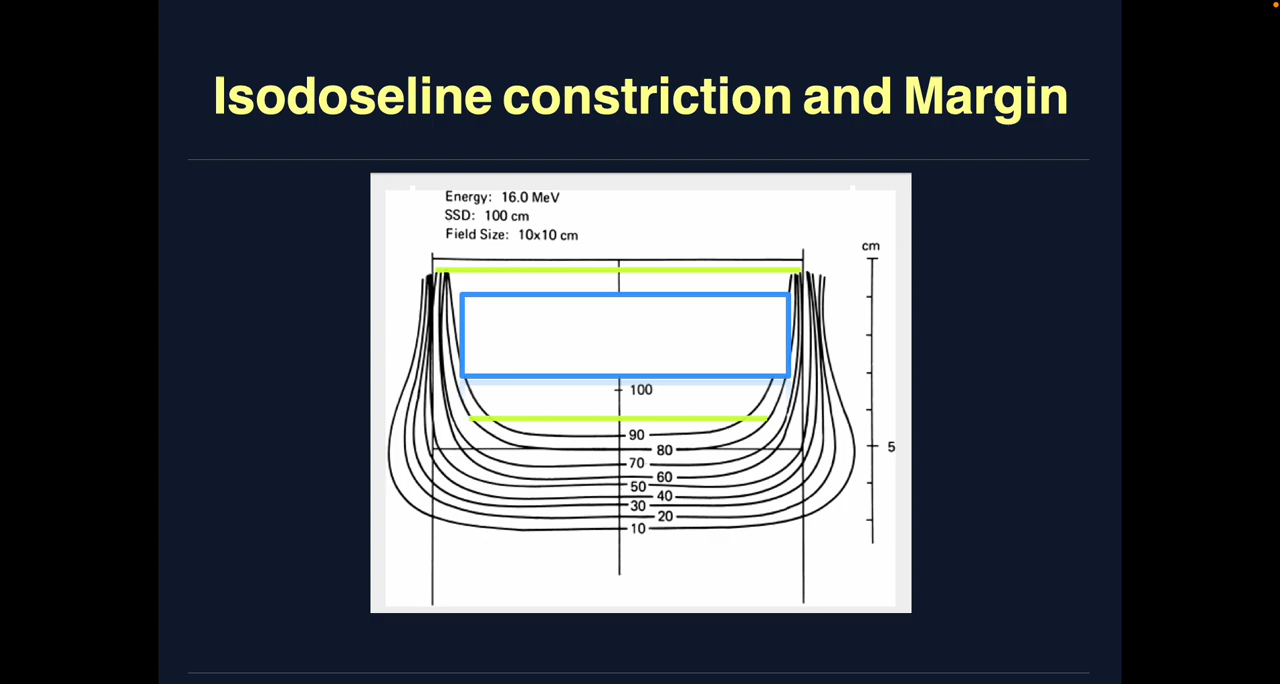 Isodoseline constriction and Margin
Energy: 16.0 MeV
SSD: 100 cm
Field Size: 10x10 cm
cm
100
90
5
80
70
60
50
40
30
20
10